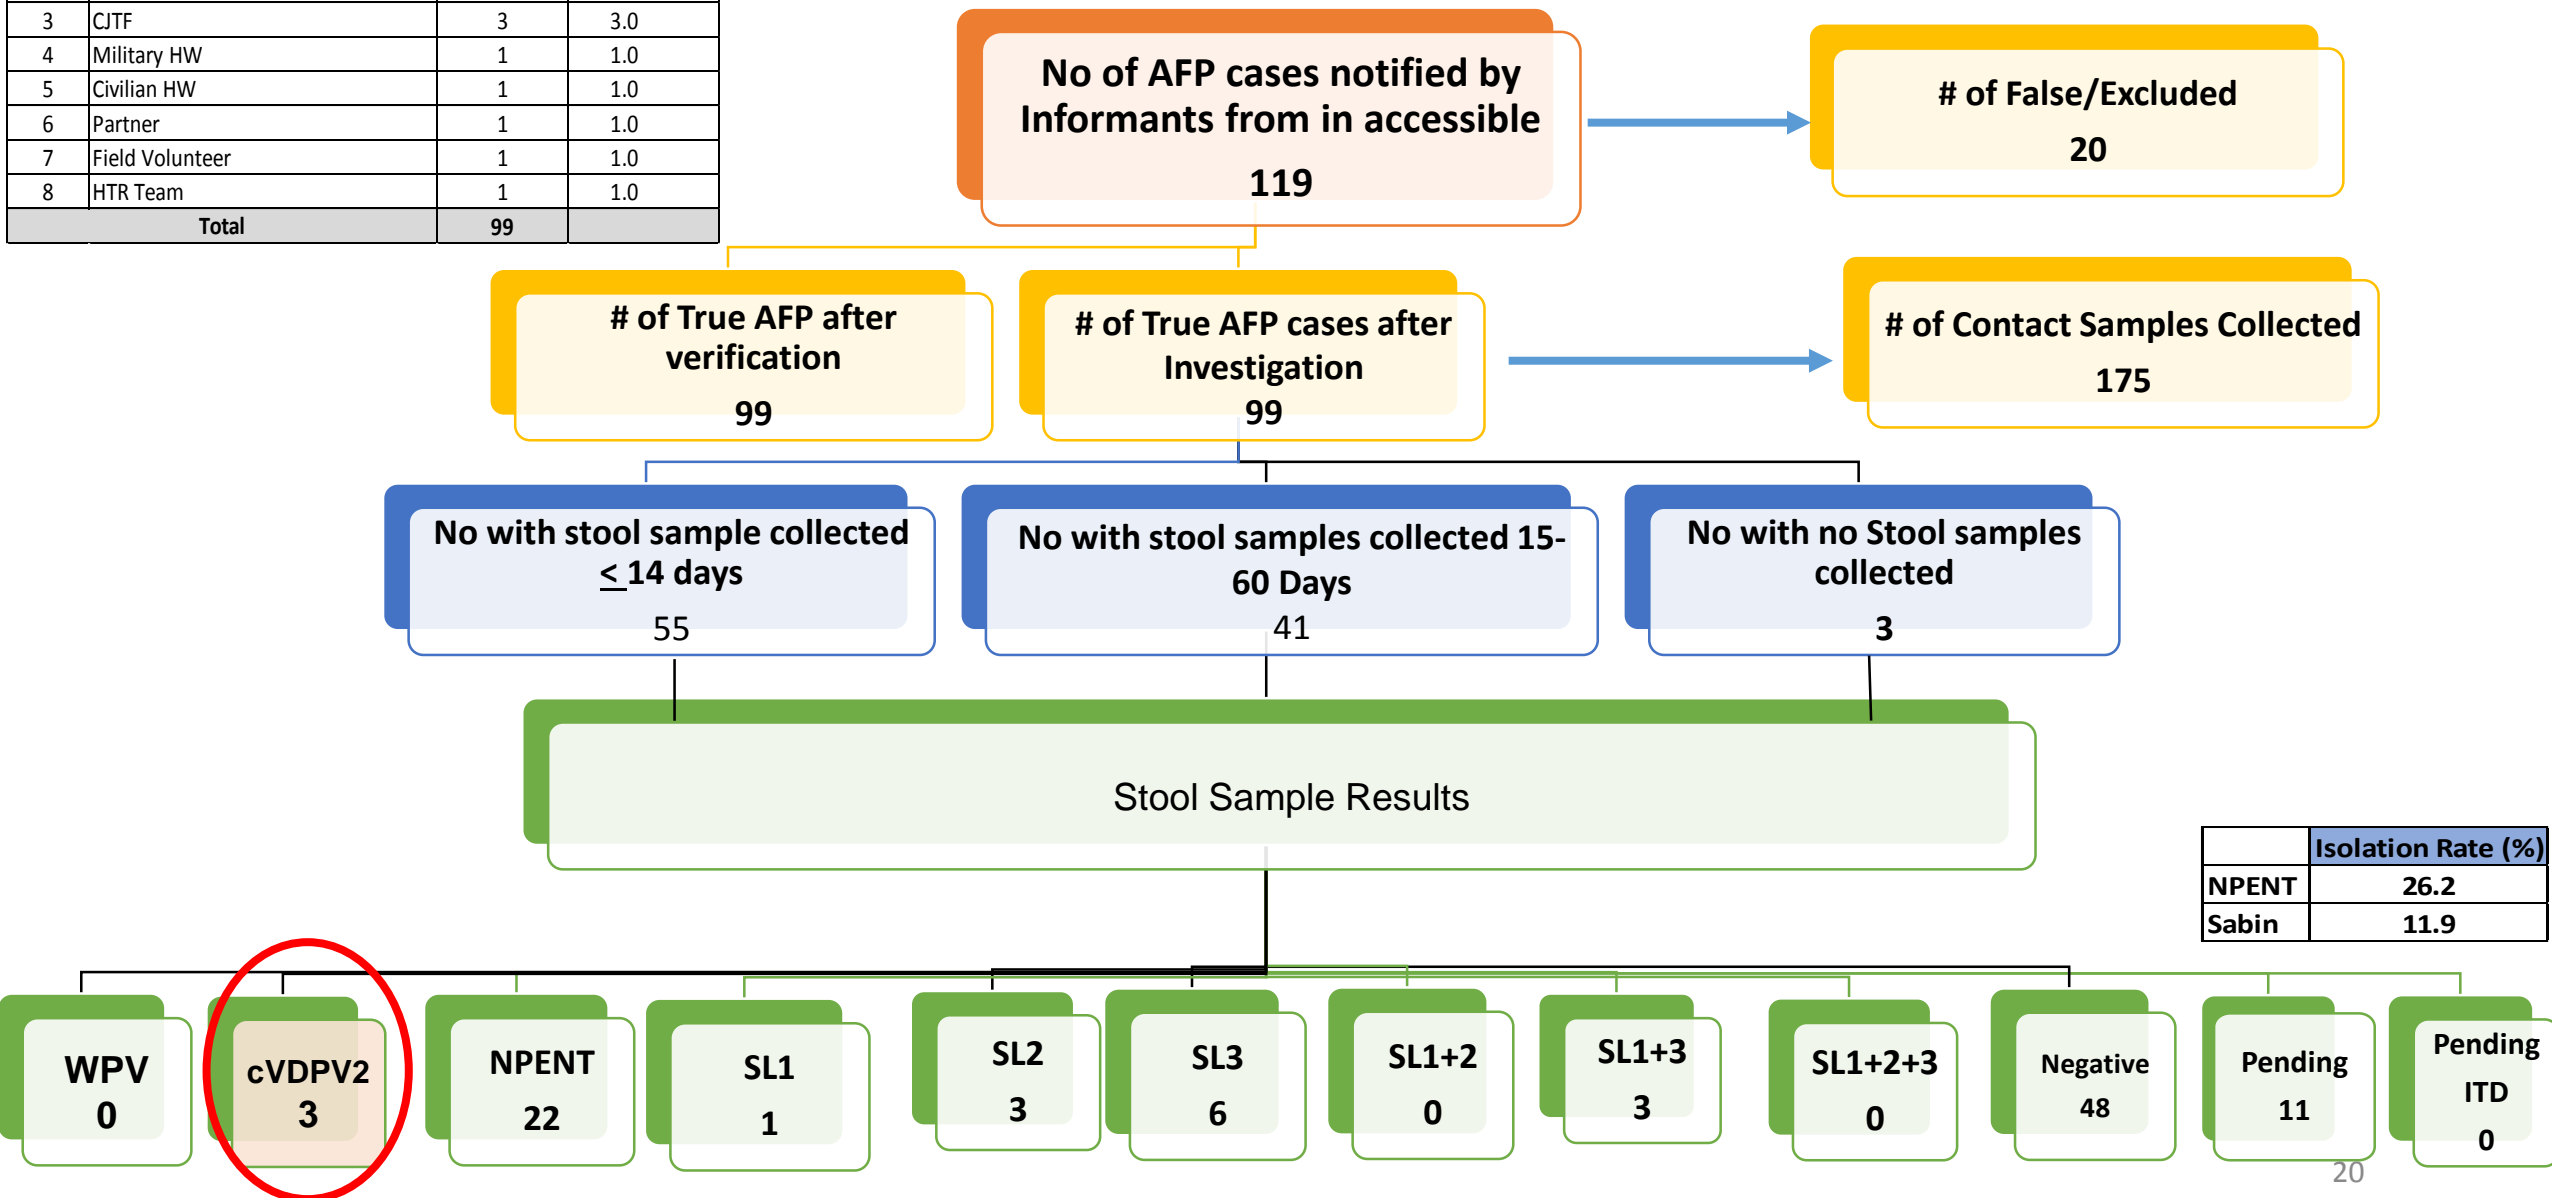 3 CJTF 3 3.0
4 Military HW 1 1.0
5 Civilian HW 1 1.0
6 Partner 1 1.0
7 Field Volunteer 1 1.0
8 HTR Team 1 1.0
Total 99
No of AFP cases notified by
Informants from in accessible
119
# of False/Excluded
20
# of True AFP after
verification
99
# of True AFP cases after
Investigation
99
# of Contact Samples Collected
175
No with stool sample collected
< 14 days
55
No with stool samples collected 15-
60 Days
41
No with no Stool samples
collected
3
Stool Sample Results
Isolation Rate (%)
NPENT 26.2
Sabin 11.9
WPV
0
cVDPV2
3
NPENT
22
SL1
1
SL2
3
SL3
6
SL1+2
0
SL1+3
3
SL1+2+3
0
Negative
48
Pending
11
Pending
ITD
0
20